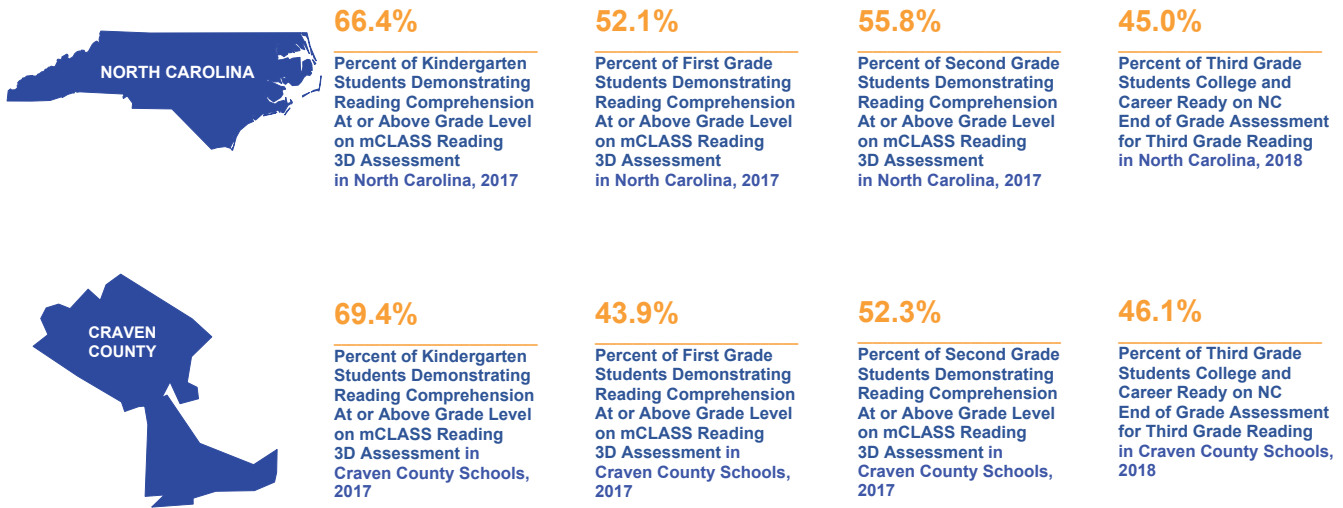 NORTH CAROLINA
66.4%
Percent of Kindergarten
Students Demonstrating
Reading Comprehension
At or Above Grade Level
on mCLASS Reading
3D Assessment
in North Carolina, 2017
52.1%
Percent of First Grade
Students Demonstrating
Reading Comprehension
At or Above Grade Level
on mCLASS Reading
3D Assessment
in North Carolina, 2017
55.8%
Percent of Second Grade
Students Demonstrating
Reading Comprehension
At or Above Grade Level
on mCLASS Reading
3D Assessment
in North Carolina, 2017
45.0%
Percent of Third Grade
Students College and
Career Ready on NC
End of Grade Assessment
for Third Grade Reading
in North Carolina, 2018
CRAVEN
COUNTY
69.4%
Percent of Kindergarten
Students Demonstrating
Reading Comprehension
At or Above Grade Level
on mCLASS Reading
3D Assessment in
Craven County Schools,
2017
43.9%
Percent of First Grade
Students Demonstrating
Reading Comprehension
At or Above Grade Level
on mCLASS Reading
3D Assessment in
Craven County Schools,
2017
52.3%
Percent of Second Grade
Students Demonstrating
Reading Comprehension
At or Above Grade Level
on mCLASS Reading
3D Assessment in
Craven County Schools,
2017
46.1%
Percent of Third Grade
Students College and
Career Ready on NC
End of Grade Assessment
for Third Grade Reading
in Craven County Schools,
2018